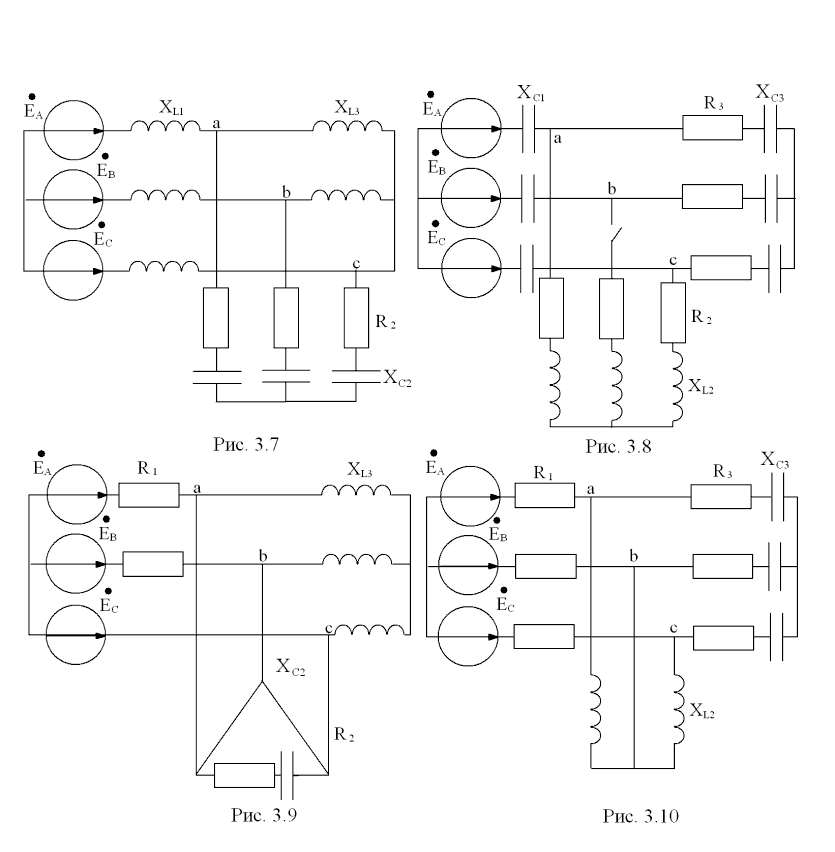 E_A X_L1 a X_L3
E_B
b
E_C
c
R_2
X_C2
Рис. 3.7
E_A X_C1 R_3 X_C3
a
E_B
b
E_C
c
R_2
X_L2
Рис. 3.8
E_A R_1 a X_L3
E_B
b
E_C
c
X_C2
R_2
Рис. 3.9
E_A R_1 a R_3 X_C3
E_B
b
E_C
c
X_L2
Рис. 3.10